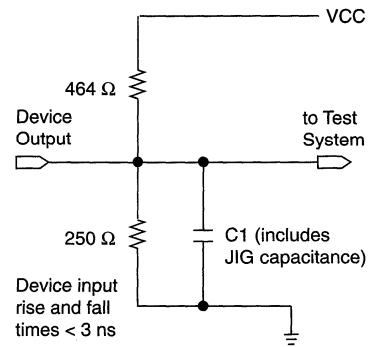 VCC
464 Ω
Device
Output
to Test
System
250 Ω
C1 (includes
JIG capacitance)
Device input
rise and fall
times < 3 ns